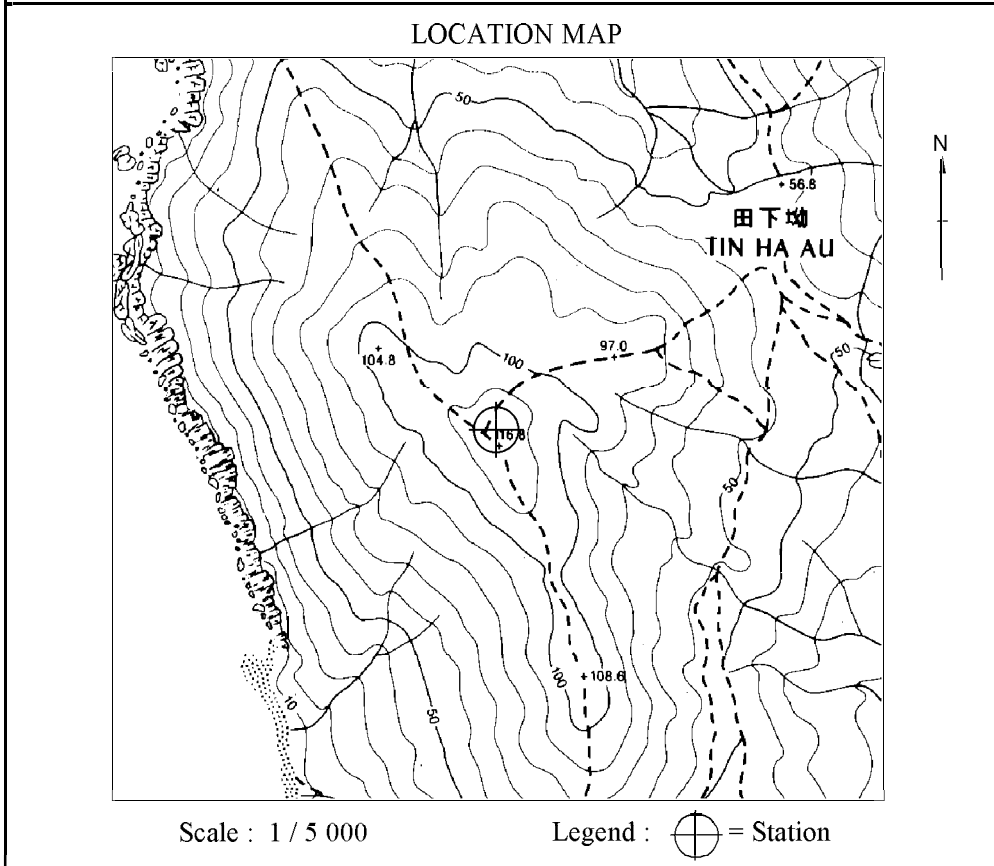 LOCATION MAP
50
N
56.8
田下坳
TIN HA AU
104.8
100
97.0
50
116.8
50
100
108.6
10
50
Scale : 1 / 5 000
Legend : = Station